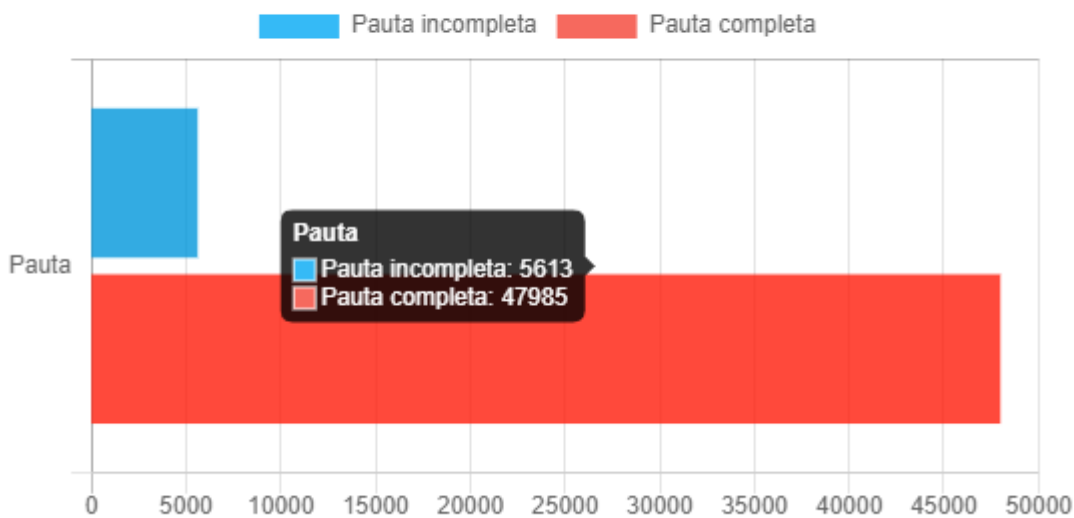 Pauta incompleta Pauta completa
Pauta
Pauta incompleta: 5613
Pauta completa: 47985
Pauta
0 5000 10000 15000 20000 25000 30000 35000 40000 45000 50000